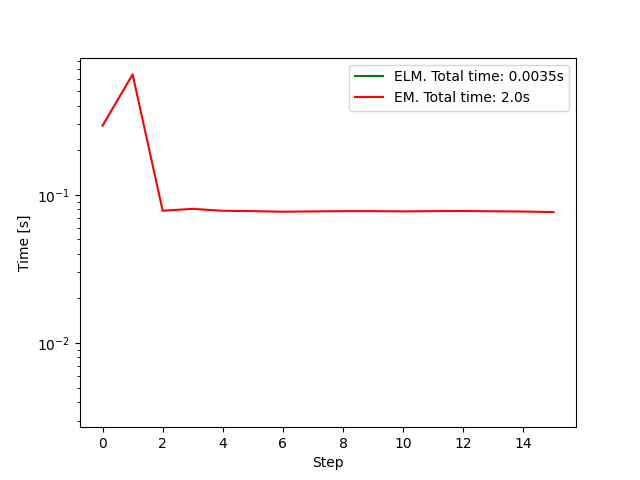 ELM. Total time: 0.0035s
EM. Total time: 2.0s
10⁻¹
10⁻²
Time [s]
0 2 4 6 8 10 12 14
Step